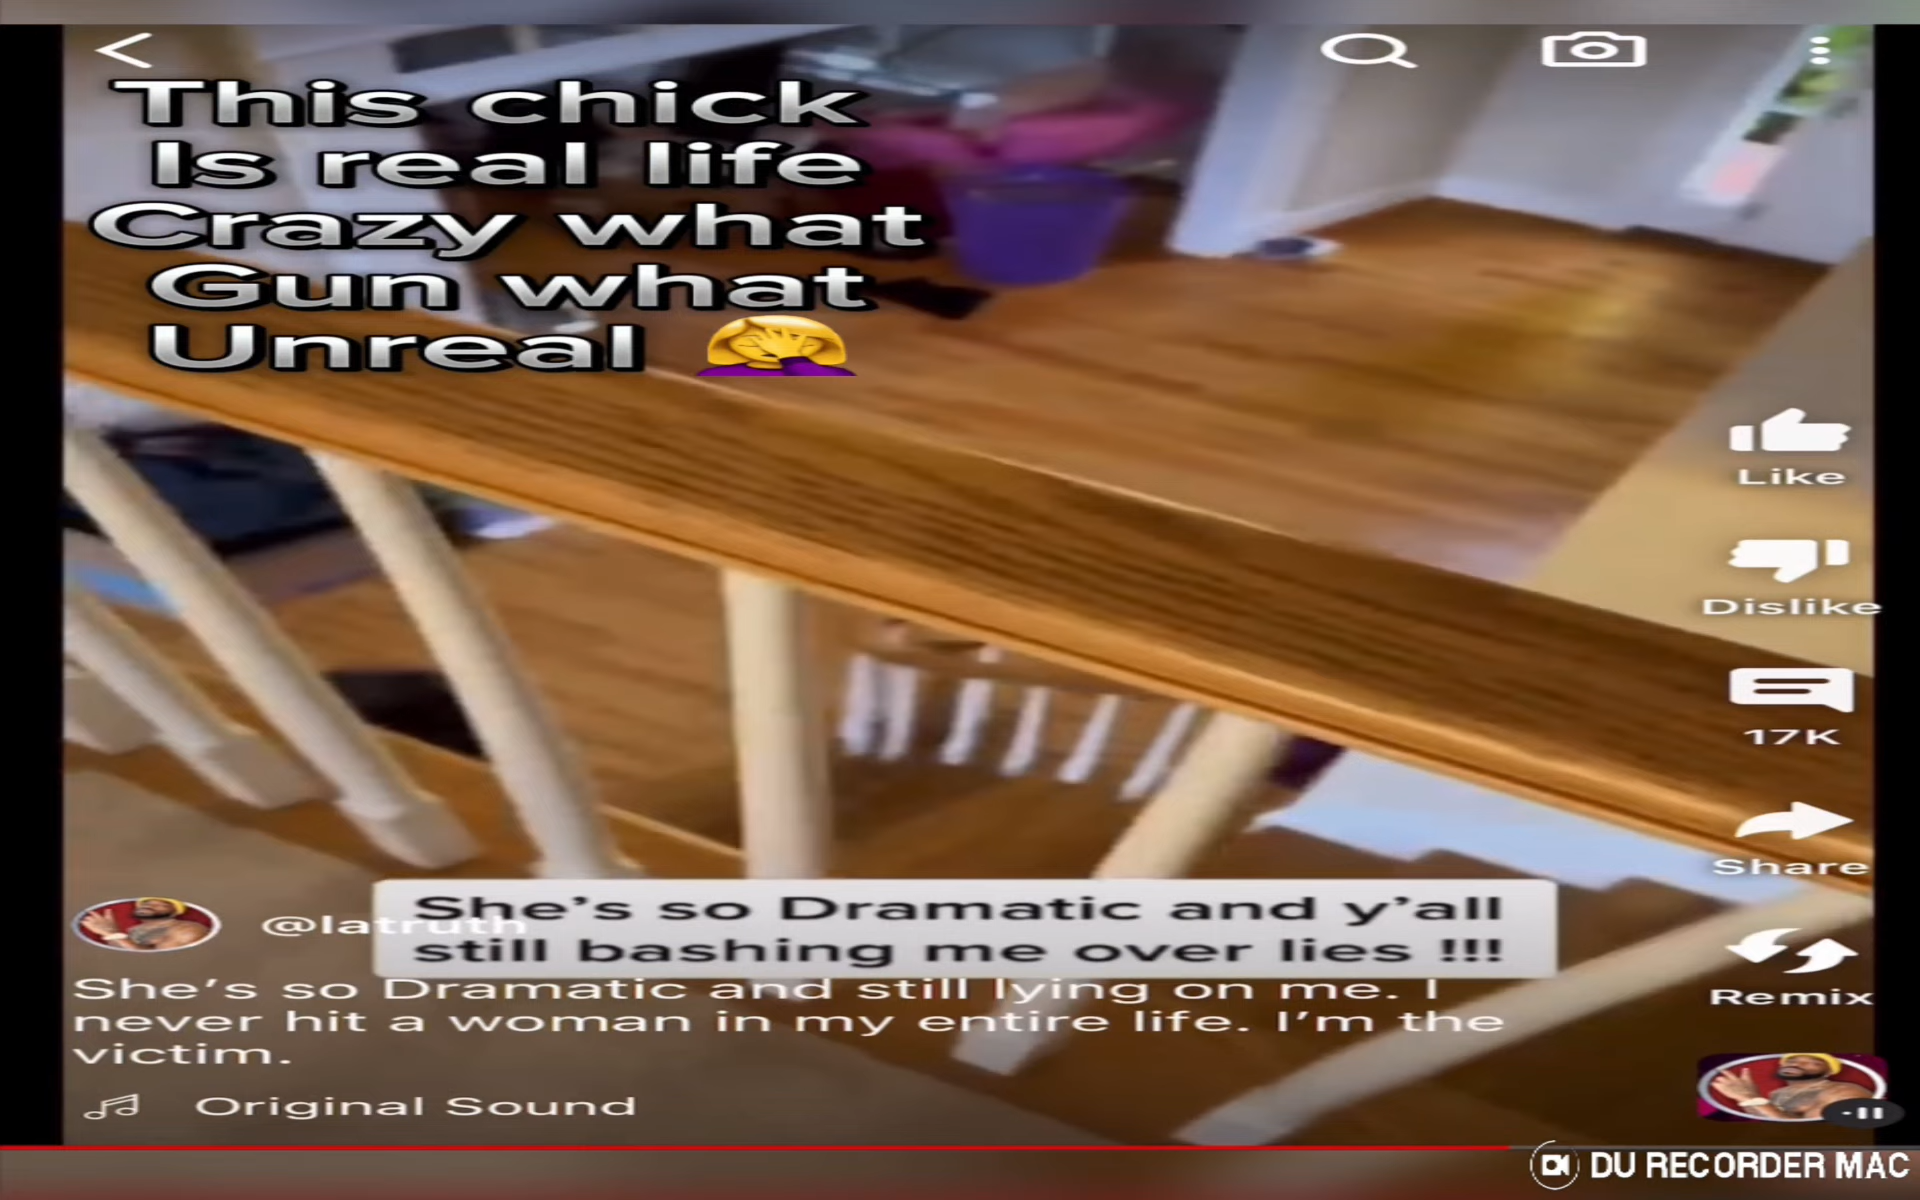 This chick
Is real life
Crazy what
Gun what
Unreal
Like
Dislike
17K
Share
Remix
@latruth
She's so Dramatic and y'all
still bashing me over lies !!!
She's so Dramatic and still lying on me. I
never hit a woman in my entire life. I'm the
victim.
Original Sound
DU RECORDER MAC